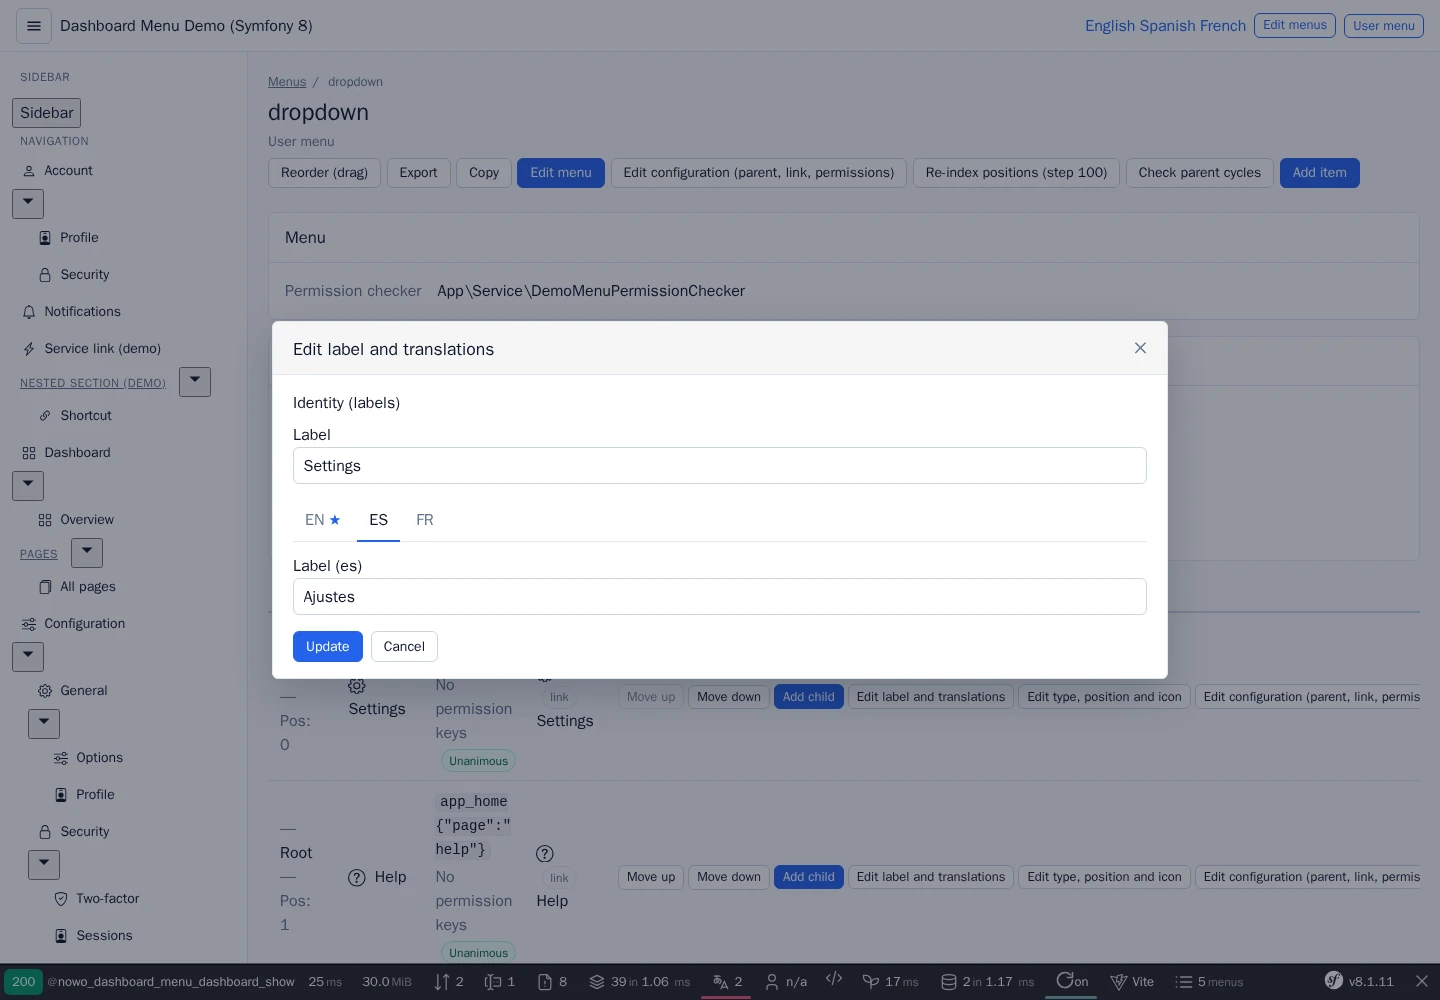 Dashboard Menu Demo (Symfony 8)
English Spanish French
Edit menus
User menu
SIDEBAR
Sidebar
NAVIGATION
Account
Profile
Security
Notifications
Service link (demo)
NESTED SECTION (DEMO)
Shortcut
Dashboard
Overview
PAGES
All pages
Configuration
General
Options
Profile
Security
Two-factor
Sessions
Menus / dropdown
dropdown
User menu
Reorder (drag)
Export
Copy
Edit menu
Edit configuration (parent, link, permissions)
Re-index positions (step 100)
Check parent cycles
Add item
Menu
Permission checker App\Service\DemoMenuPermissionChecker
Edit label and translations
Identity (labels)
Label
Settings
EN ★ ES FR
Label (es)
Ajustes
Update
Cancel
—
Pos:
0
Settings
No
permission
keys
Unanimous
link
Settings
Move up
Move down
Add child
Edit label and translations
Edit type, position and icon
Edit configuration (parent, link, permis
—
Root
—
Pos:
1
Help
app_home
{"page":"
help"}
No
permission
keys
Unanimous
link
Help
Move up
Move down
Add child
Edit label and translations
Edit type, position and icon
Edit configuration (parent, link, permis
200 @nowo_dashboard_menu_dashboard_show 25 ms 30.0 MiB 2 1 8 39 in 1.06 ms 2 n/a 17 ms 2 in 1.17 ms on Vite 5 menus v8.1.11